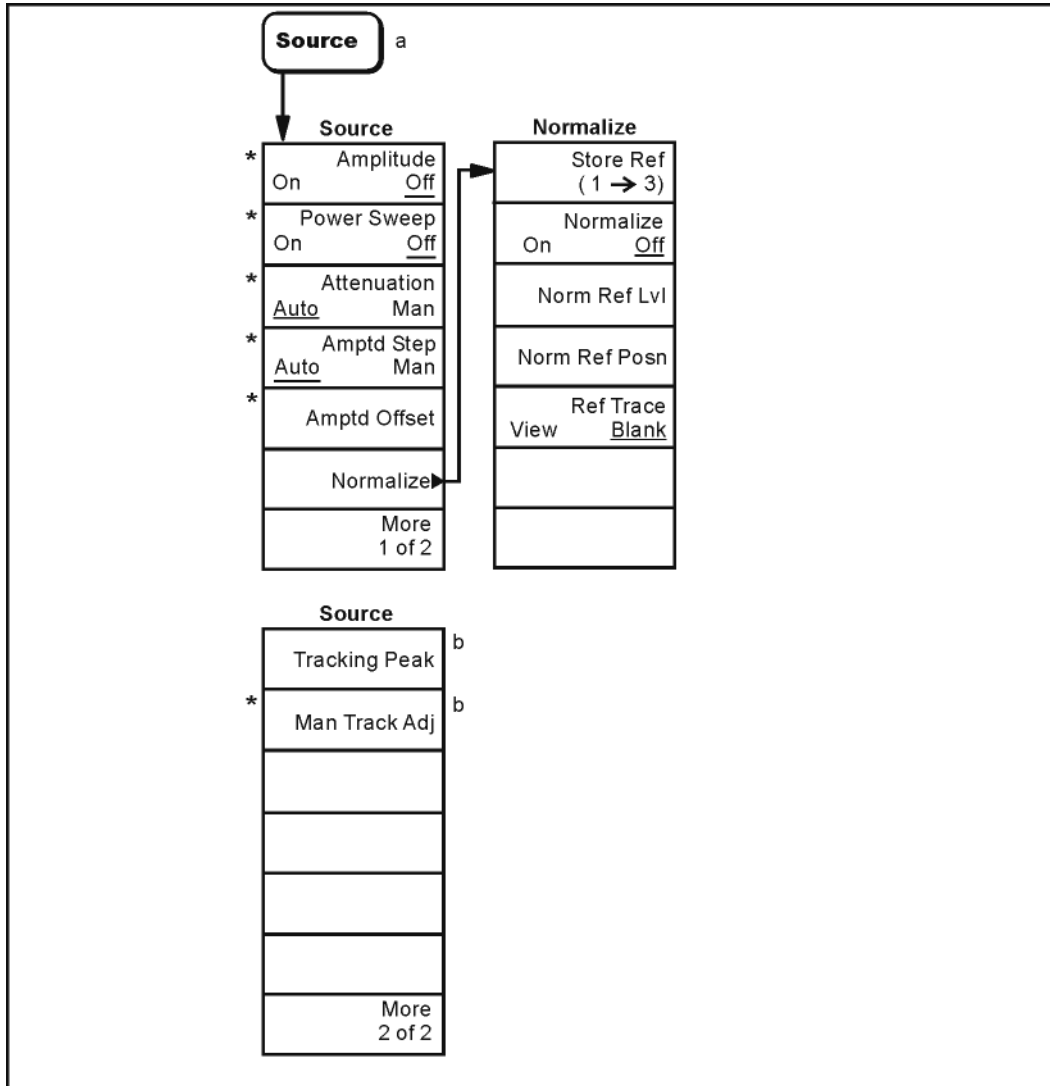 Source a
Source
* Amplitude
On Off
* Power Sweep
On Off
* Attenuation
Auto Man
* Amptd Step
Auto Man
*
Amptd Offset
Normalize
More
1 of 2
Normalize
Store Ref
( 1 → 3)
Normalize
On Off
Norm Ref Lvl
Norm Ref Posn
Ref Trace
View Blank
Source
Tracking Peak b
* Man Track Adj b
More
2 of 2